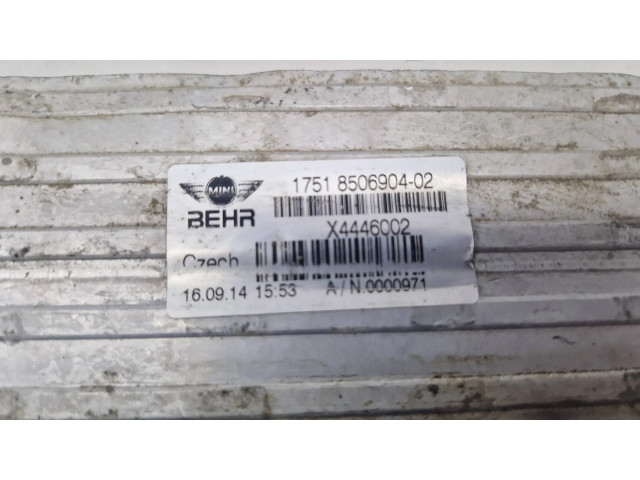 MINI
1751 8506904-02
BEHR
X4446002
Czech
16.09.14 15:53 A/N.0000971